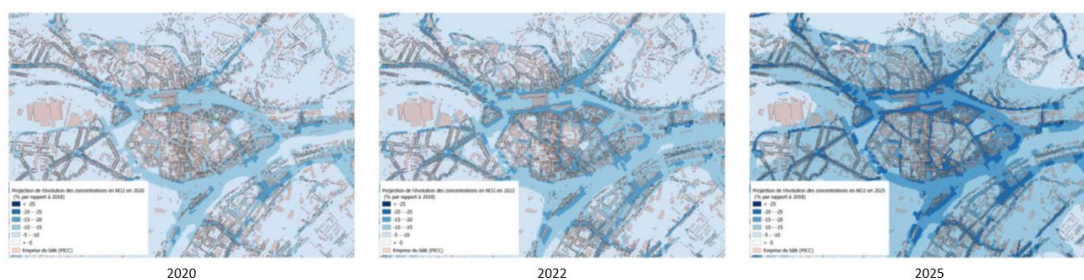 Projection de l'évolution des concentrations en NO2 en 2020
(% par rapport à 2018)
< -25
-20 - -25
-15 - -20
-10 - -15
-5 - -10
> -5
Emprise du bâti (PICC)
Projection de l'évolution des concentrations en NO2 en 2022
(% par rapport à 2018)
< -25
-20 - -25
-15 - -20
-10 - -15
-5 - -10
> -5
Emprise du bâti (PICC)
Projection de l'évolution des concentrations en NO2 en 2025
(% par rapport à 2018)
< -25
-20 - -25
-15 - -20
-10 - -15
-5 - -10
> -5
Emprise du bâti (PICC)
2020
2022
2025